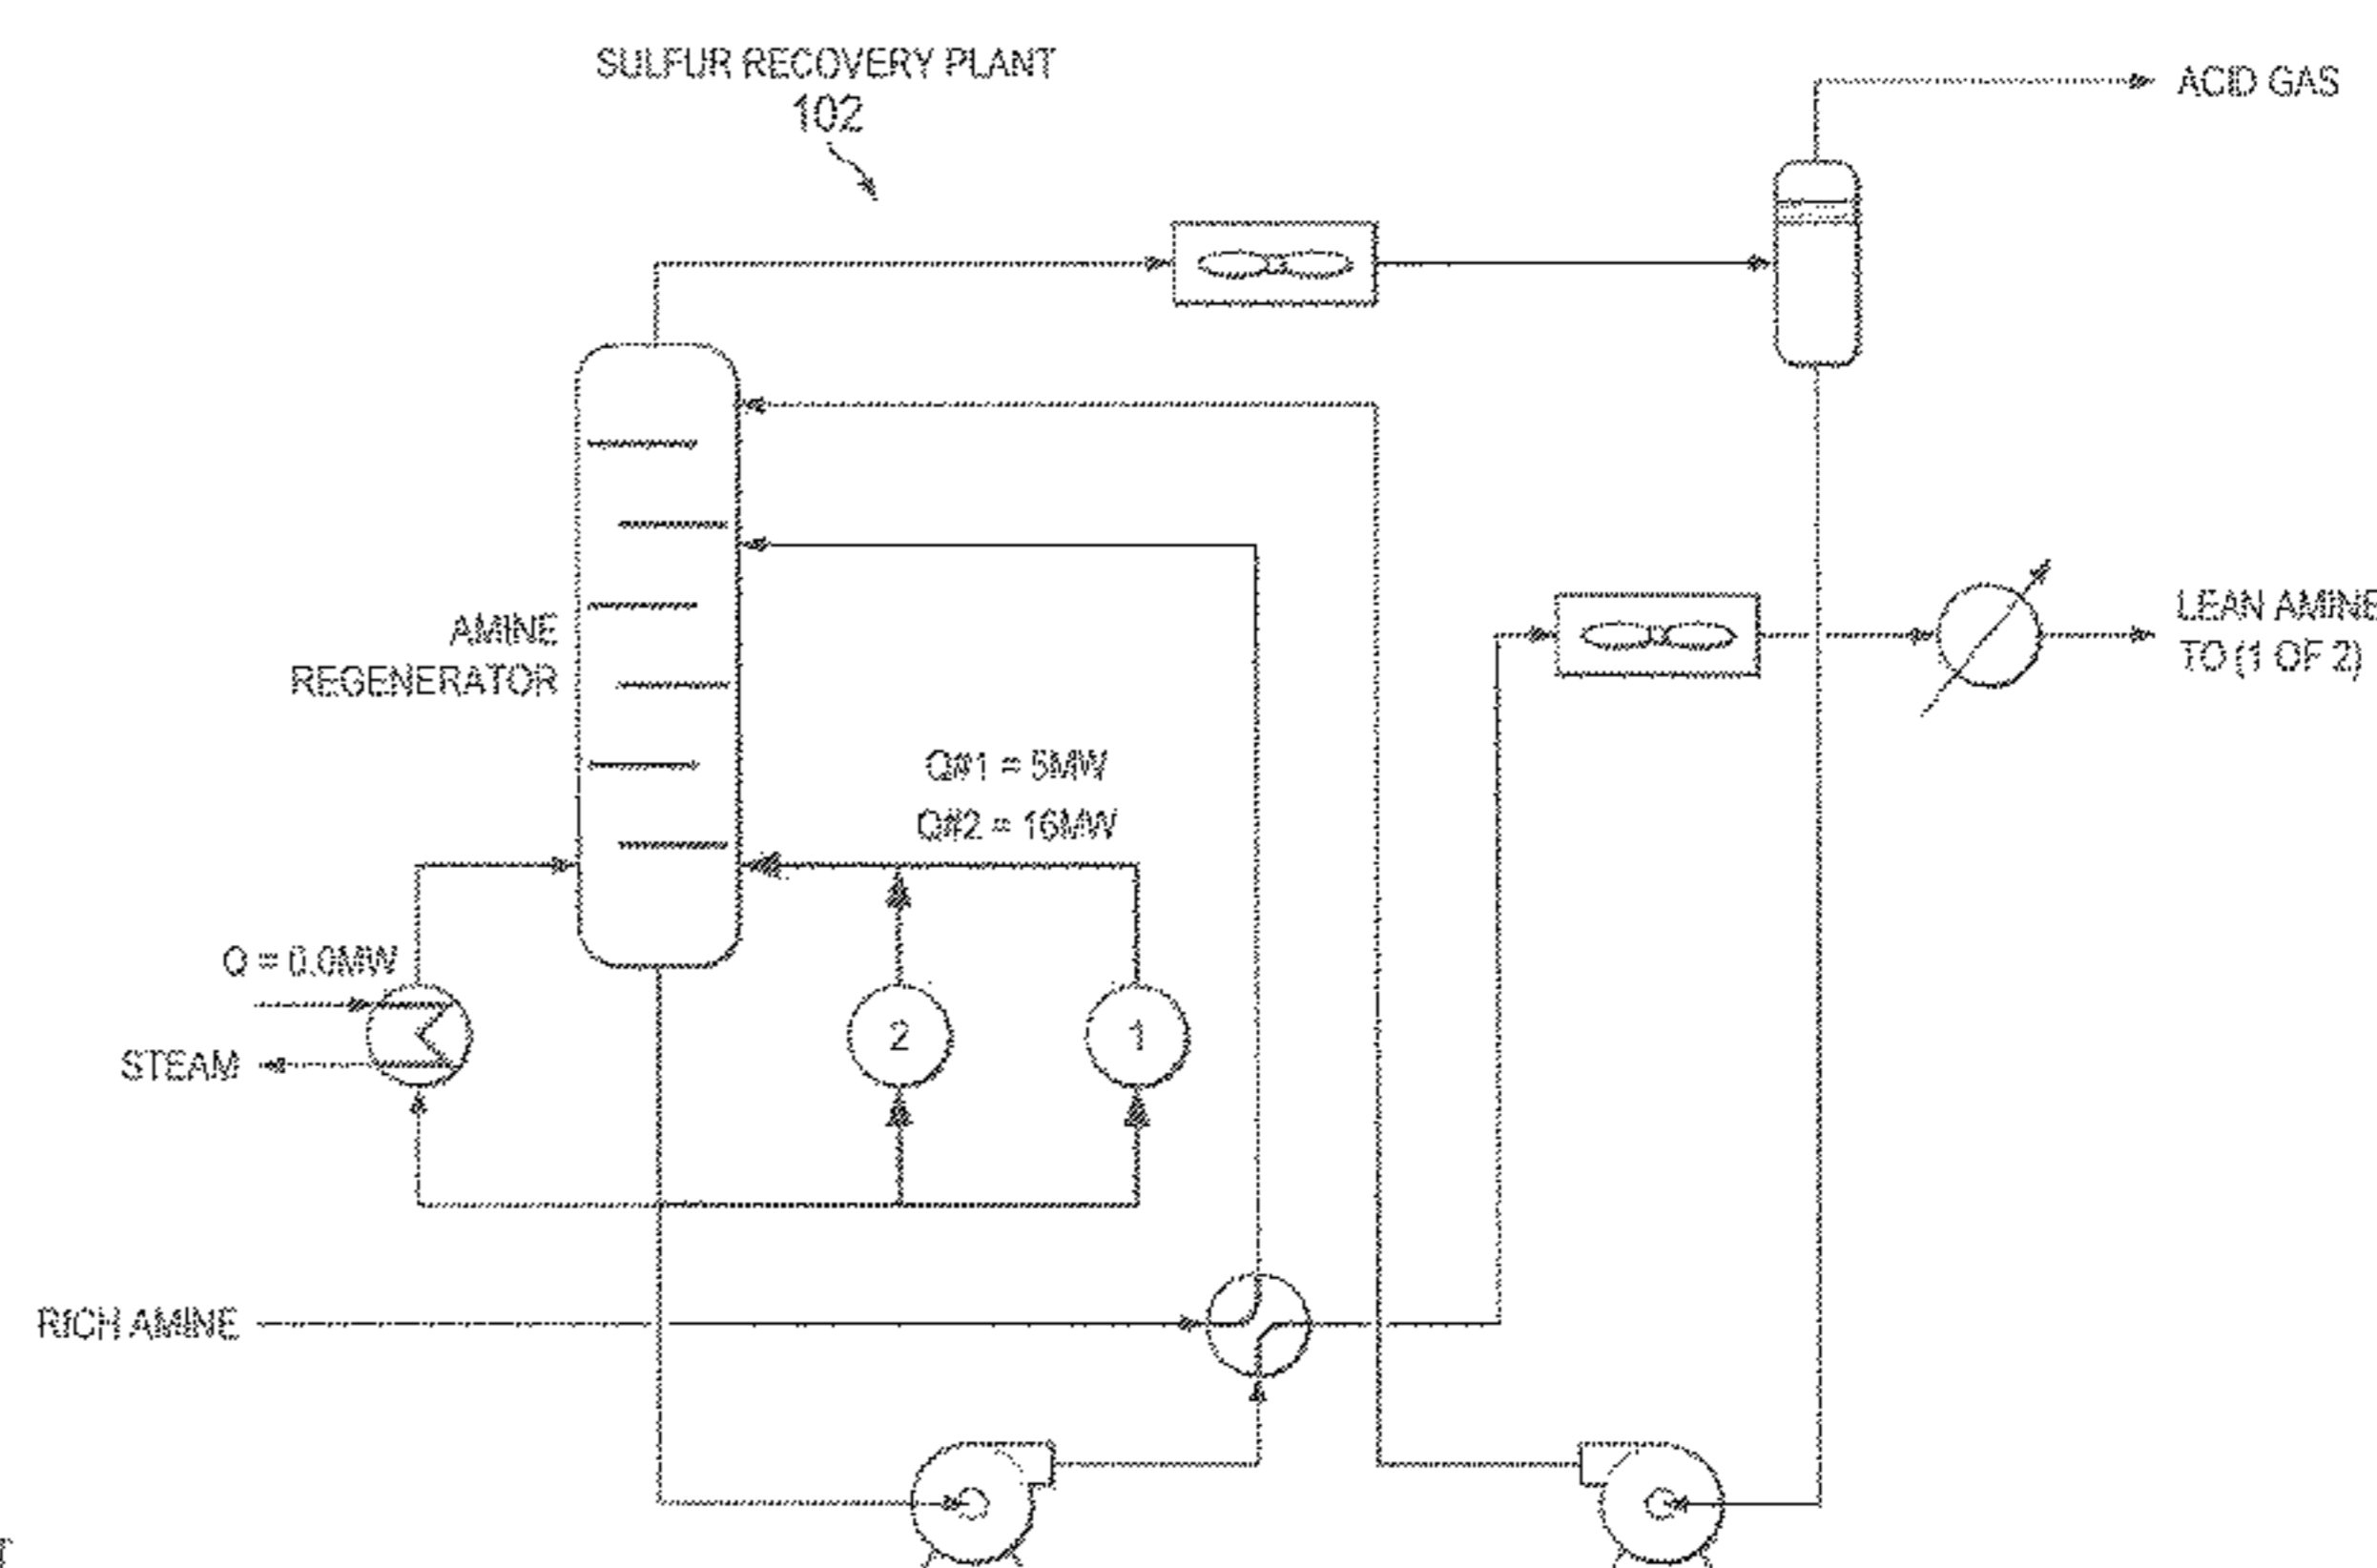 SULFUR RECOVERY PLANT
102
ACID GAS
AMINE
REGENERATOR
LEAN AMINE
TO (1 OF 2)
Q#1 = 5MW
Q#2 = 16MW
Q = 0.0MW
STEAM
2
1
RICH AMINE